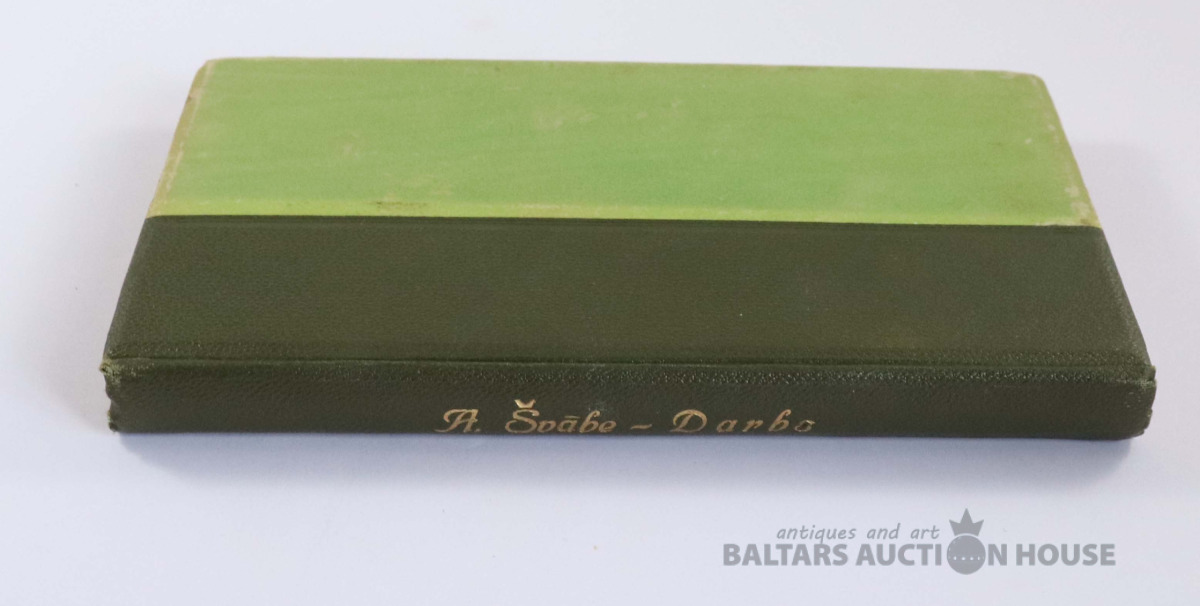 A. Švābe – Darbs
antiques and art
BALTARS AUCTION HOUSE